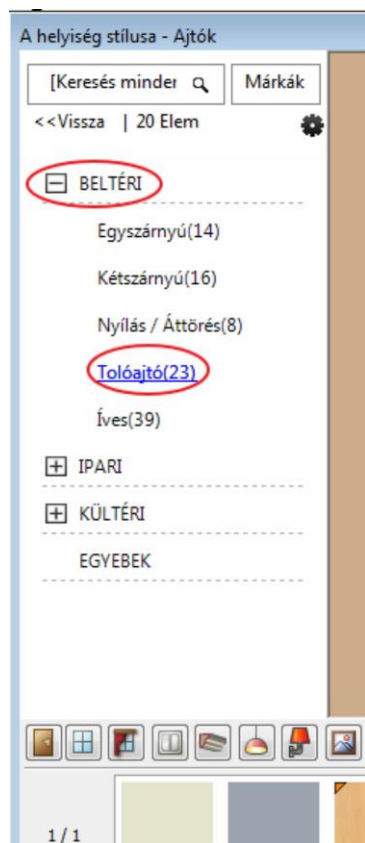 A helyiség stílusa - Ajtók
[Keresés minden Márkák
<<Vissza | 20 Elem
BELTÉRI
Egyszárnyú(14)
Kétszárnyú(16)
Nyílás / Áttörés(8)
Tolóajtó(23)
Íves(39)
IPARI
KÜLTÉRI
EGYEBEK
1/1